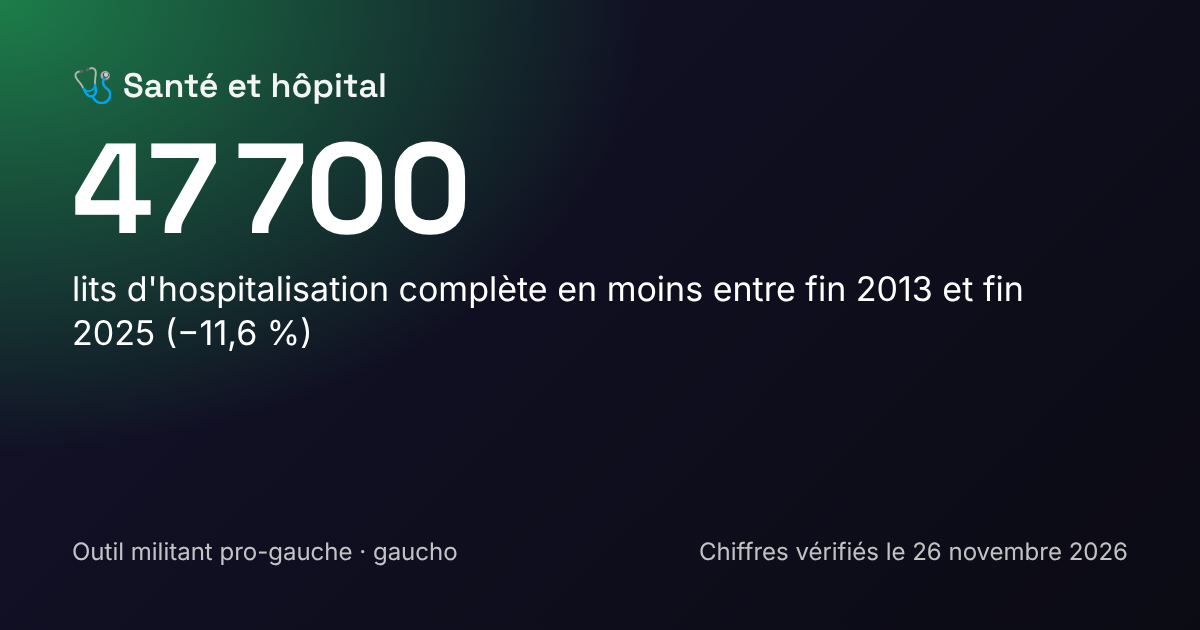 🩺 Santé et hôpital
47 700
lits d'hospitalisation complète en moins entre fin 2013 et fin
2025 (−11,6 %)
Outil militant pro-gauche · gaucho
Chiffres vérifiés le 26 novembre 2026